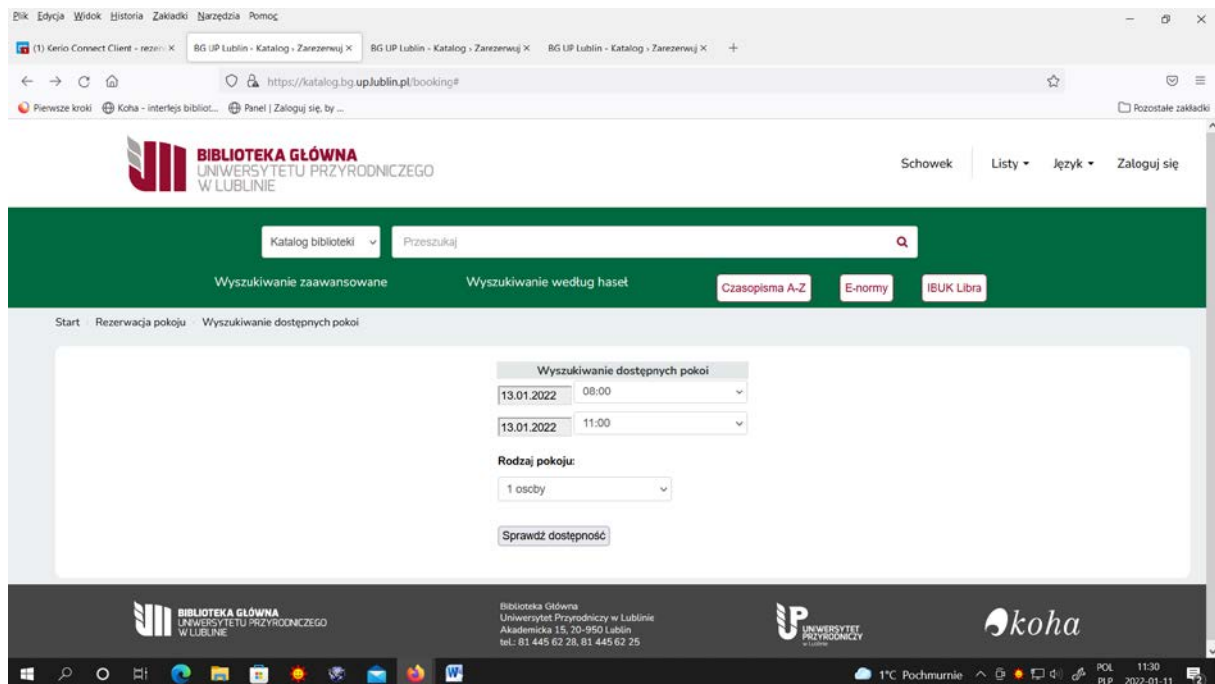 Plik Edycja Widok Historia Zakładki Narzędzia Pomoc
(1) Kerio Connect Client - rezer
BG UP Lublin - Katalog › Zarezerwuj
BG UP Lublin - Katalog › Zarezerwuj
BG UP Lublin - Katalog › Zarezerwuj
https://katalog.bg.up.lublin.pl/booking#
Pierwsze kroki Koha - interfejs bibliot... Panel | Zaloguj się, by ... Pozostałe zakładki
BIBLIOTEKA GŁÓWNA
UNIWERSYTETU PRZYRODNICZEGO
W LUBLINIE
Schowek Listy Język Zaloguj się
Katalog biblioteki Przeszukaj
Wyszukiwanie zaawansowane Wyszukiwanie według haseł Czasopisma A-Z E-normy IBUK Libra
Start Rezerwacja pokoju Wyszukiwanie dostępnych pokoi
Wyszukiwanie dostępnych pokoi
13.01.2022 08:00
13.01.2022 11:00
Rodzaj pokoju:
1 osoby
Sprawdź dostępność
BIBLIOTEKA GŁÓWNA
UNIWERSYTETU PRZYRODNICZEGO
W LUBLINIE
Biblioteka Główna
Uniwersytet Przyrodniczy w Lublinie
Akademicka 15, 20-950 Lublin
tel.: 81 445 62 28, 81 445 62 25
UP
UNIWERSYTET
PRZYRODNICZY
w Lublinie
koha
1°C Pochmurnie
POL
PLP
11:30
2022-01-11